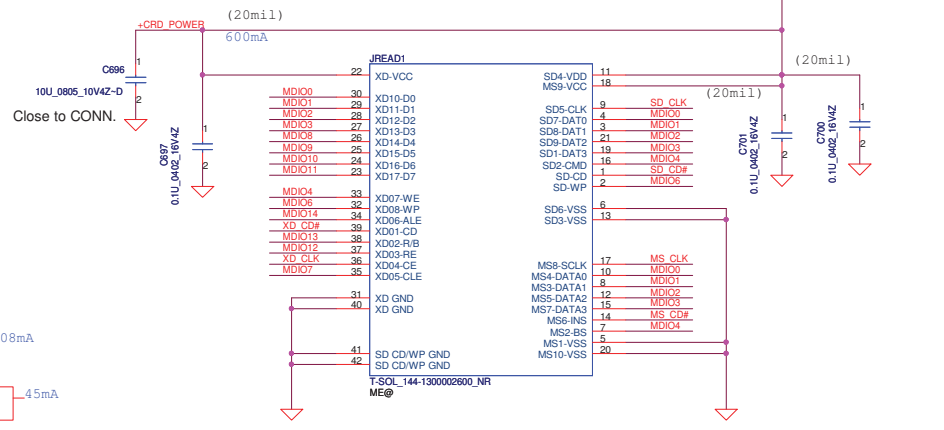 (20mil)
+CRD_POWER
600mA
JREAD1
C696
1
10U_0805_10V4Z~D
2
Close to CONN.
1
C697
0.1U_0402_16V4Z
2
22 XD-VCC
MDIO0 30 XD10-D0
MDIO1 29 XD11-D1
MDIO2 28 XD12-D2
MDIO3 27 XD13-D3
MDIO8 26 XD14-D4
MDIO9 25 XD15-D5
MDIO10 24 XD16-D6
MDIO11 23 XD17-D7
MDIO4 33 XD07-WE
MDIO6 32 XD08-WP
MDIO14 34 XD06-ALE
XD_CD# 39 XD01-CD
MDIO13 38 XD02-R/B
MDIO12 37 XD03-RE
XD_CLK 36 XD04-CE
MDIO7 35 XD05-CLE
31 XD GND
40 XD GND
41 SD CD/WP GND
42 SD CD/WP GND
SD4-VDD 11
MS9-VCC 18
SD5-CLK 9 SD_CLK
SD7-DAT0 4 MDIO0
SD8-DAT1 3 MDIO1
SD9-DAT2 21 MDIO2
SD1-DAT3 19 MDIO3
SD2-CMD 16 MDIO4
SD-CD 1 SD_CD#
SD-WP 2 MDIO6
SD6-VSS 6
SD3-VSS 13
MS8-SCLK 17 MS_CLK
MS4-DATA0 10 MDIO0
MS3-DATA1 8 MDIO1
MS5-DATA2 12 MDIO2
MS7-DATA3 15 MDIO3
MS6-INS 14 MS_CD#
MS2-BS 7 MDIO4
MS1-VSS 5
MS10-VSS 20
T-SOL_144-1300002600_NR
ME@
(20mil)
(20mil)
1
C701
0.1U_0402_16V4Z
2
1
C700
0.1U_0402_16V4Z
2
08mA
45mA